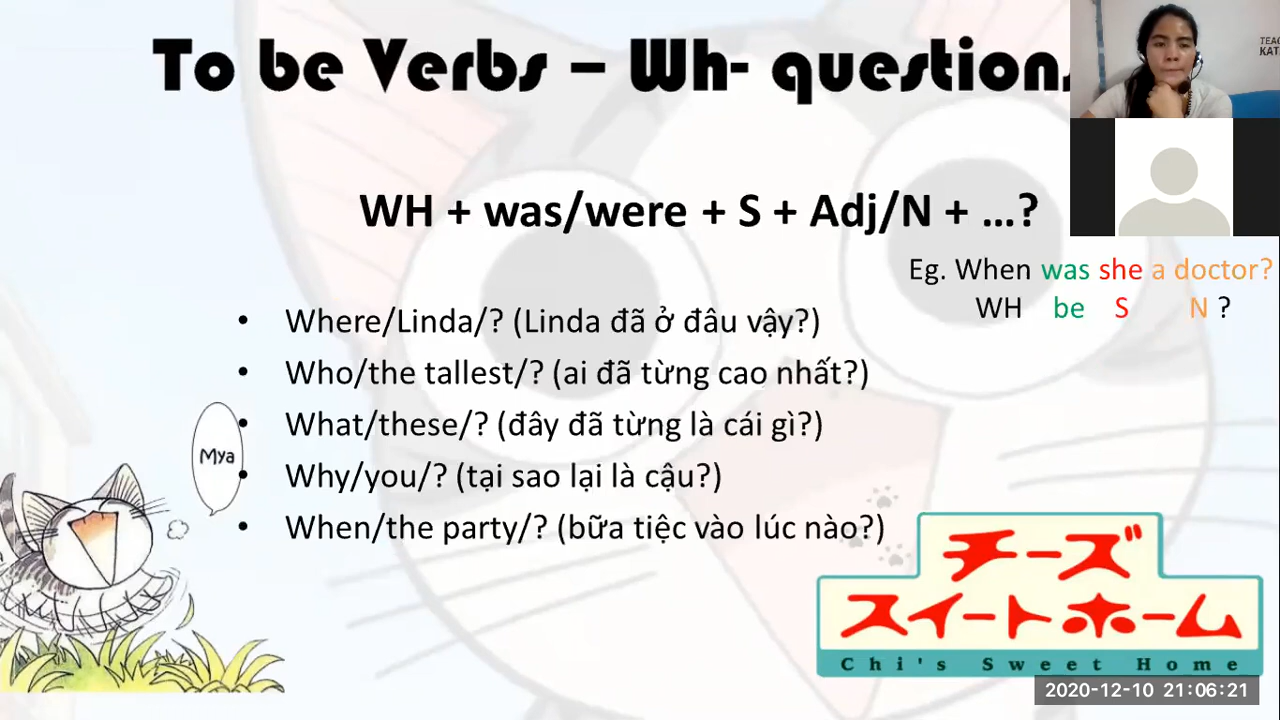 To be Verbs – Wh- questions
TEAC
KAT
WH + was/were + S + Adj/N + ...?
Eg. When was she a doctor?
WH be S N ?
• Where/Linda/? (Linda đã ở đâu vậy?)
• Who/the tallest/? (ai đã từng cao nhất?)
• What/these/? (đây đã từng là cái gì?)
• Why/you/? (tại sao lại là cậu?)
• When/the party/? (bữa tiệc vào lúc nào?)
Mya
チーズ
スイートホーム
Chi's Sweet Home
2020-12-10 21:06:21